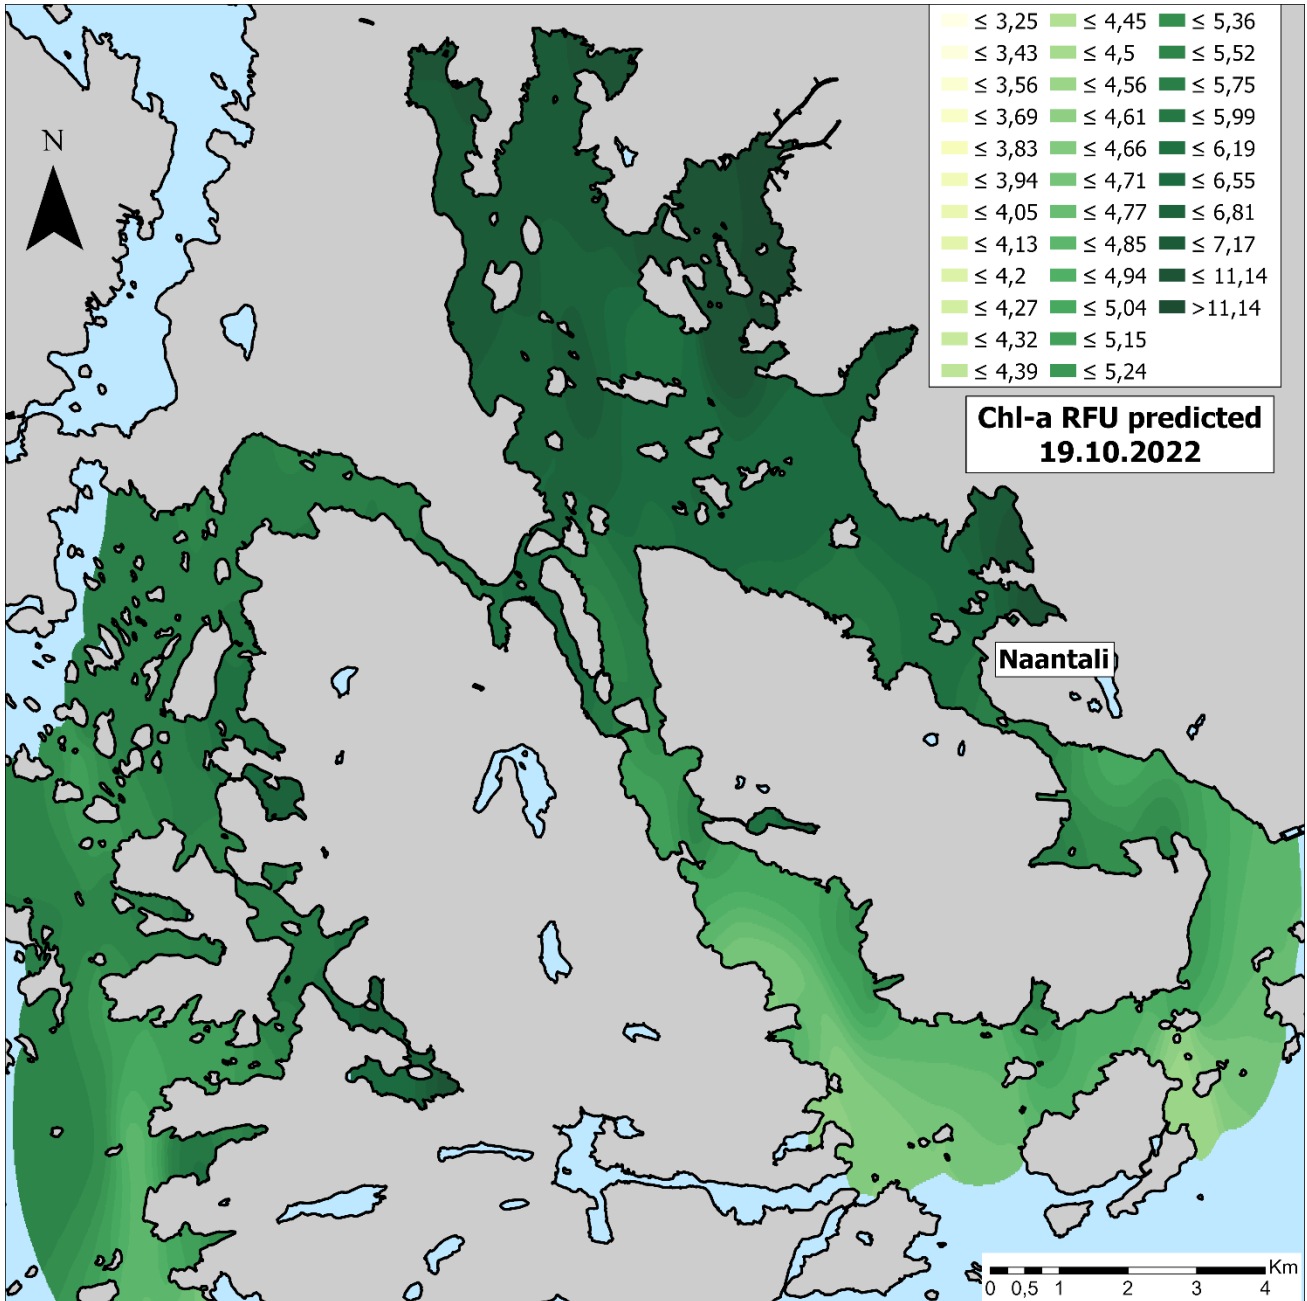 ≤ 3,25 ≤ 4,45 ≤ 5,36
≤ 3,43 ≤ 4,5 ≤ 5,52
≤ 3,56 ≤ 4,56 ≤ 5,75
≤ 3,69 ≤ 4,61 ≤ 5,99
≤ 3,83 ≤ 4,66 ≤ 6,19
≤ 3,94 ≤ 4,71 ≤ 6,55
≤ 4,05 ≤ 4,77 ≤ 6,81
≤ 4,13 ≤ 4,85 ≤ 7,17
≤ 4,2 ≤ 4,94 ≤ 11,14
≤ 4,27 ≤ 5,04 >11,14
≤ 4,32 ≤ 5,15
≤ 4,39 ≤ 5,24
N
Chl-a RFU predicted
19.10.2022
Naantali
Km
0 0,5 1 2 3 4